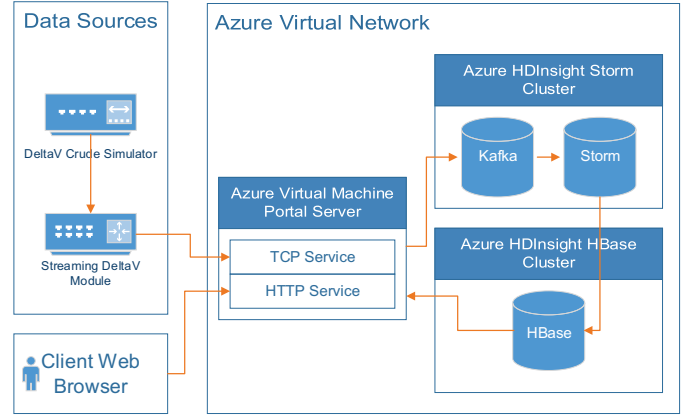 Data Sources
DeltaV Crude Simulator
Streaming DeltaV
Module
Client Web
Browser
Azure Virtual Network
Azure Virtual Machine
Portal Server
TCP Service
HTTP Service
Azure HDInsight Storm
Cluster
Kafka
Storm
Azure HDInsight HBase
Cluster
HBase